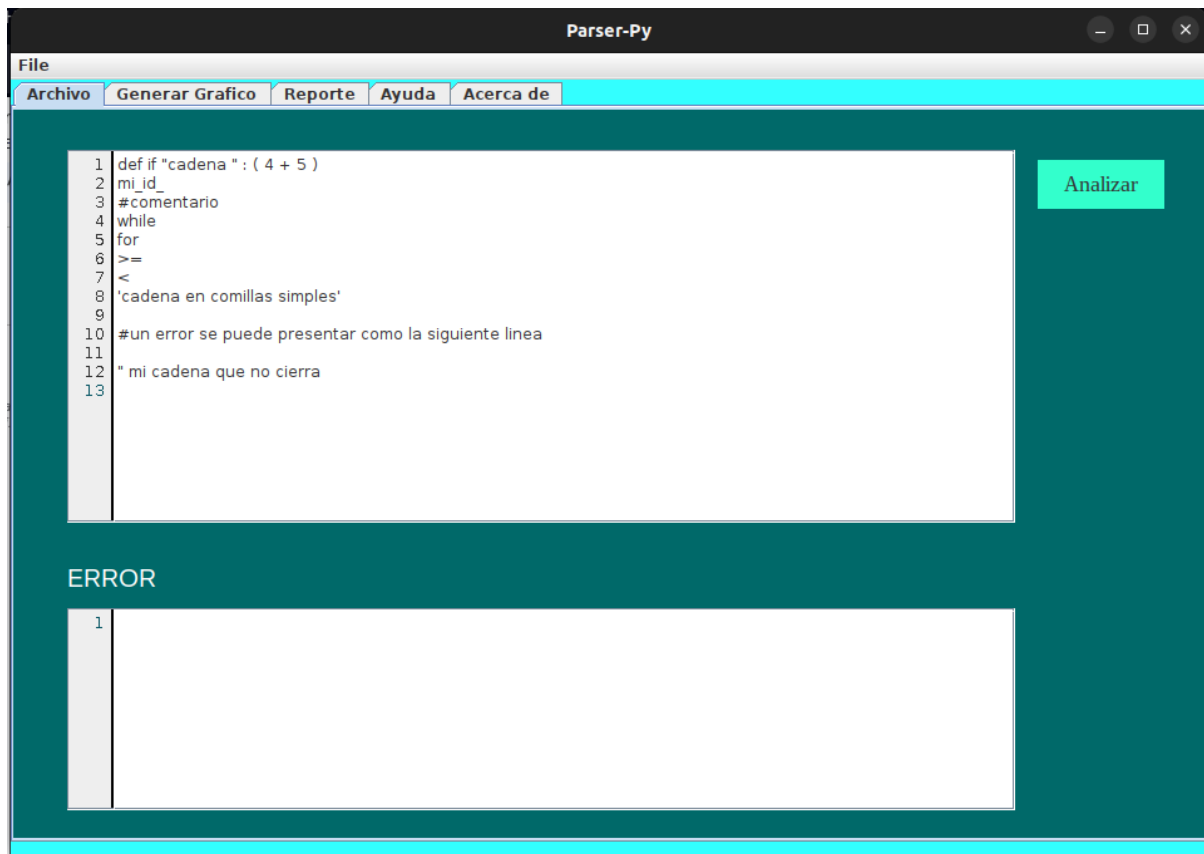 Parser-Py
File
Archivo Generar Grafico Reporte Ayuda Acerca de
1 def if "cadena " : ( 4 + 5 )
2 mi_id_
3 #comentario
4 while
5 for
6 >=
7 <
8 'cadena en comillas simples'
9
10 #un error se puede presentar como la siguiente linea
11
12 " mi cadena que no cierra
13
Analizar
ERROR
1